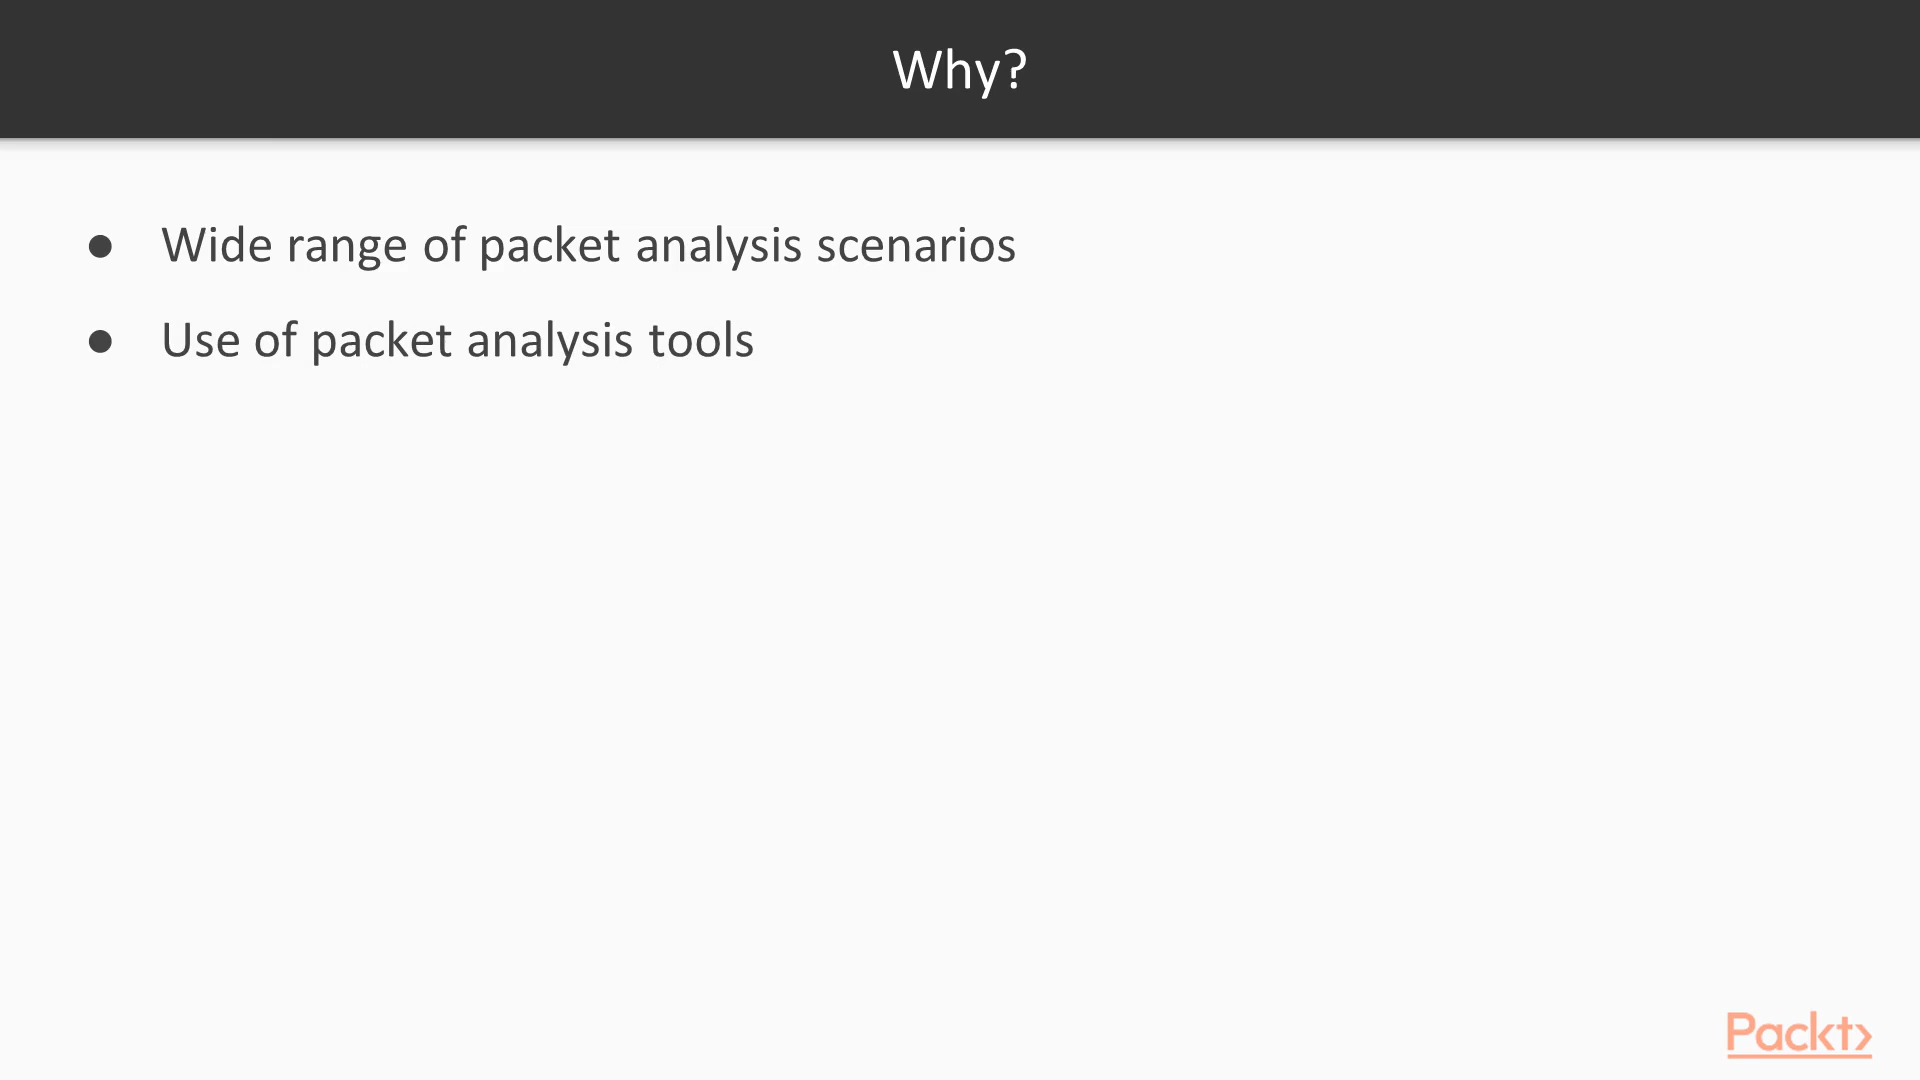 Why?
● Wide range of packet analysis scenarios
● Use of packet analysis tools
Packt>